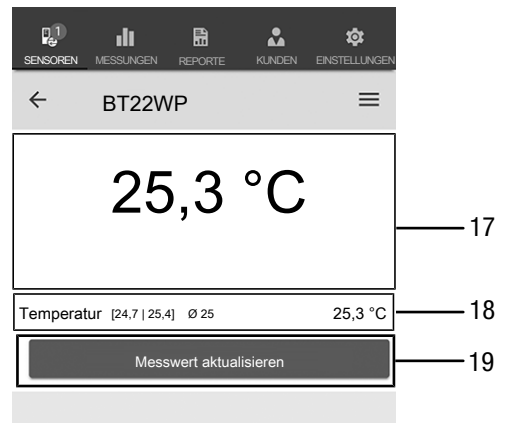 1
SENSOREN MESSUNGEN REPORTE KUNDEN EINSTELLUNGEN
BT22WP
25,3 °C
17
Temperatur [24,7 | 25,4] Ø 25 25,3 °C
18
Messwert aktualisieren
19